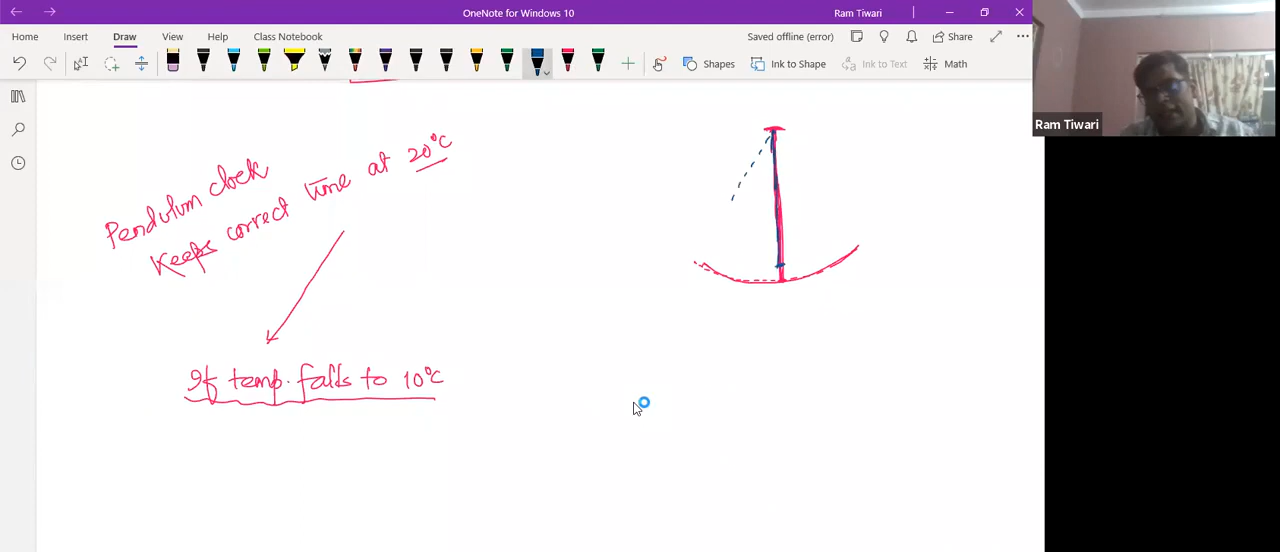 OneNote for Windows 10
Ram Tiwari
Home Insert Draw View Help Class Notebook
Saved offline (error)
Share
Shapes
Ink to Shape
Ink to Text
Math
Ram Tiwari
Pendulum clock
Keeps correct time at 20°C
If temp. falls to 10°C